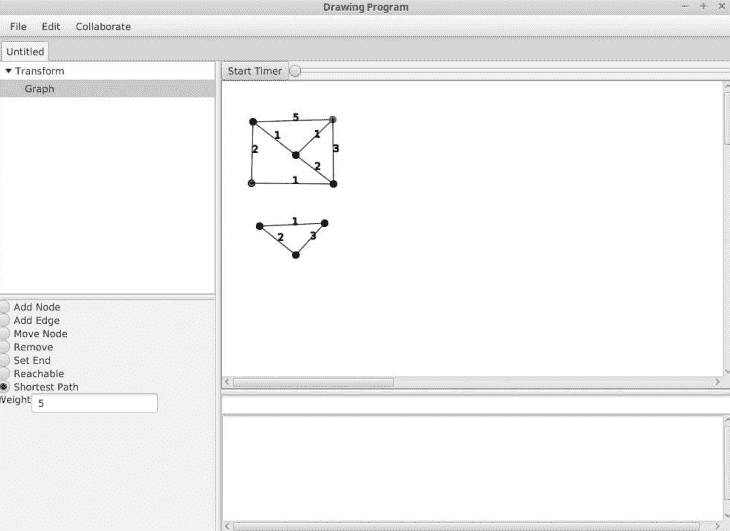 Drawing Program
File Edit Collaborate
Untitled
Transform
Graph
Start Timer
5
1 1
2 3
2
1
1
2 3
Add Node
Add Edge
Move Node
Remove
Set End
Reachable
Shortest Path
Weight 5